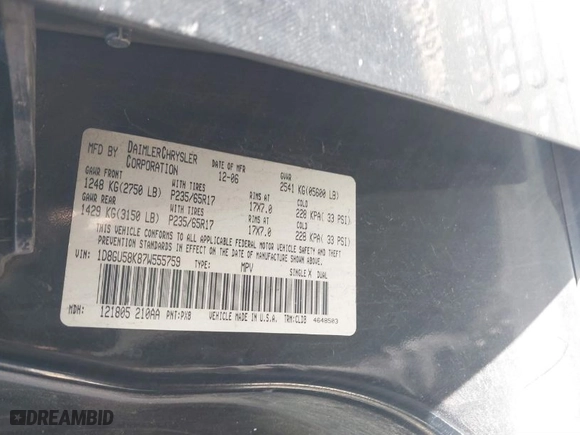 MFD BY DAIMLERCHRYSLER CORPORATION DATE OF MFR 12-06 GVWR 2541 KG(05600 LB)
GAWR FRONT WITH TIRES RIMS AT COLD
1248 KG(2750 LB) P235/65R17 17X7.0 228 KPA( 33 PSI)
GAWR REAR WITH TIRES RIMS AT COLD
1429 KG(3150 LB) P235/65R17 17X7.0 228 KPA( 33 PSI)
THIS VEHICLE CONFORMS TO ALL APPLICABLE FEDERAL MOTOR VEHICLE SAFETY AND THEFT
PREVENTION STANDARDS IN EFFECT ON THE DATE OF MANUFACTURE SHOWN ABOVE.
VIN: 1D8GU58K87W555759 TYPE: MPV SINGLE X DUAL
MDH: 121805 210AA PNT:PX8 VEHICLE MADE IN U.S.A. TRM:CLDB 4648503
DREAMBID